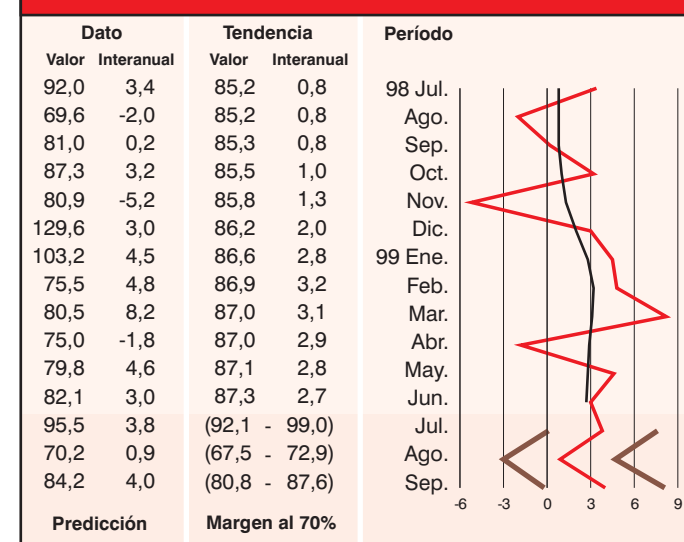 Dato Tendencia Período
Valor Interanual Valor Interanual
92,0 3,4 85,2 0,8 98 Jul.
69,6 -2,0 85,2 0,8 Ago.
81,0 0,2 85,3 0,8 Sep.
87,3 3,2 85,5 1,0 Oct.
80,9 -5,2 85,8 1,3 Nov.
129,6 3,0 86,2 2,0 Dic.
103,2 4,5 86,6 2,8 99 Ene.
75,5 4,8 86,9 3,2 Feb.
80,5 8,2 87,0 3,1 Mar.
75,0 -1,8 87,0 2,9 Abr.
79,8 4,6 87,1 2,8 May.
82,1 3,0 87,3 2,7 Jun.
95,5 3,8 (92,1 - 99,0) Jul.
70,2 0,9 (67,5 - 72,9) Ago.
84,2 4,0 (80,8 - 87,6) Sep.
-6 -3 0 3 6 9
Predicción Margen al 70%